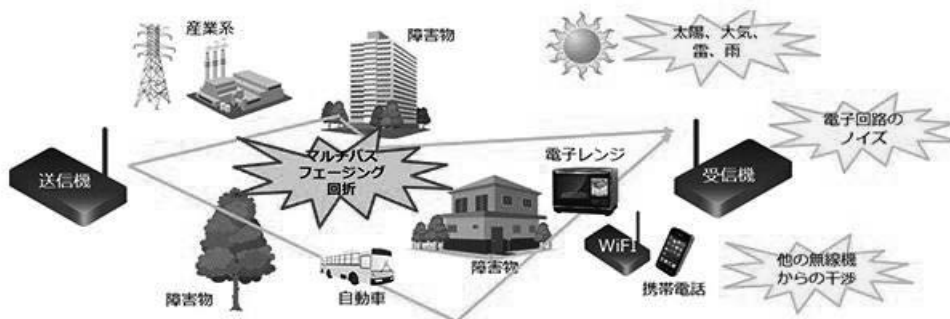 産業系
障害物
太陽、大気、
雷、雨
電子回路の
ノイズ
送信機
マルチパス
フェージング
回折
電子レンジ
受信機
WiFi
障害物
障害物
自動車
携帯電話
他の無線機
からの干渉